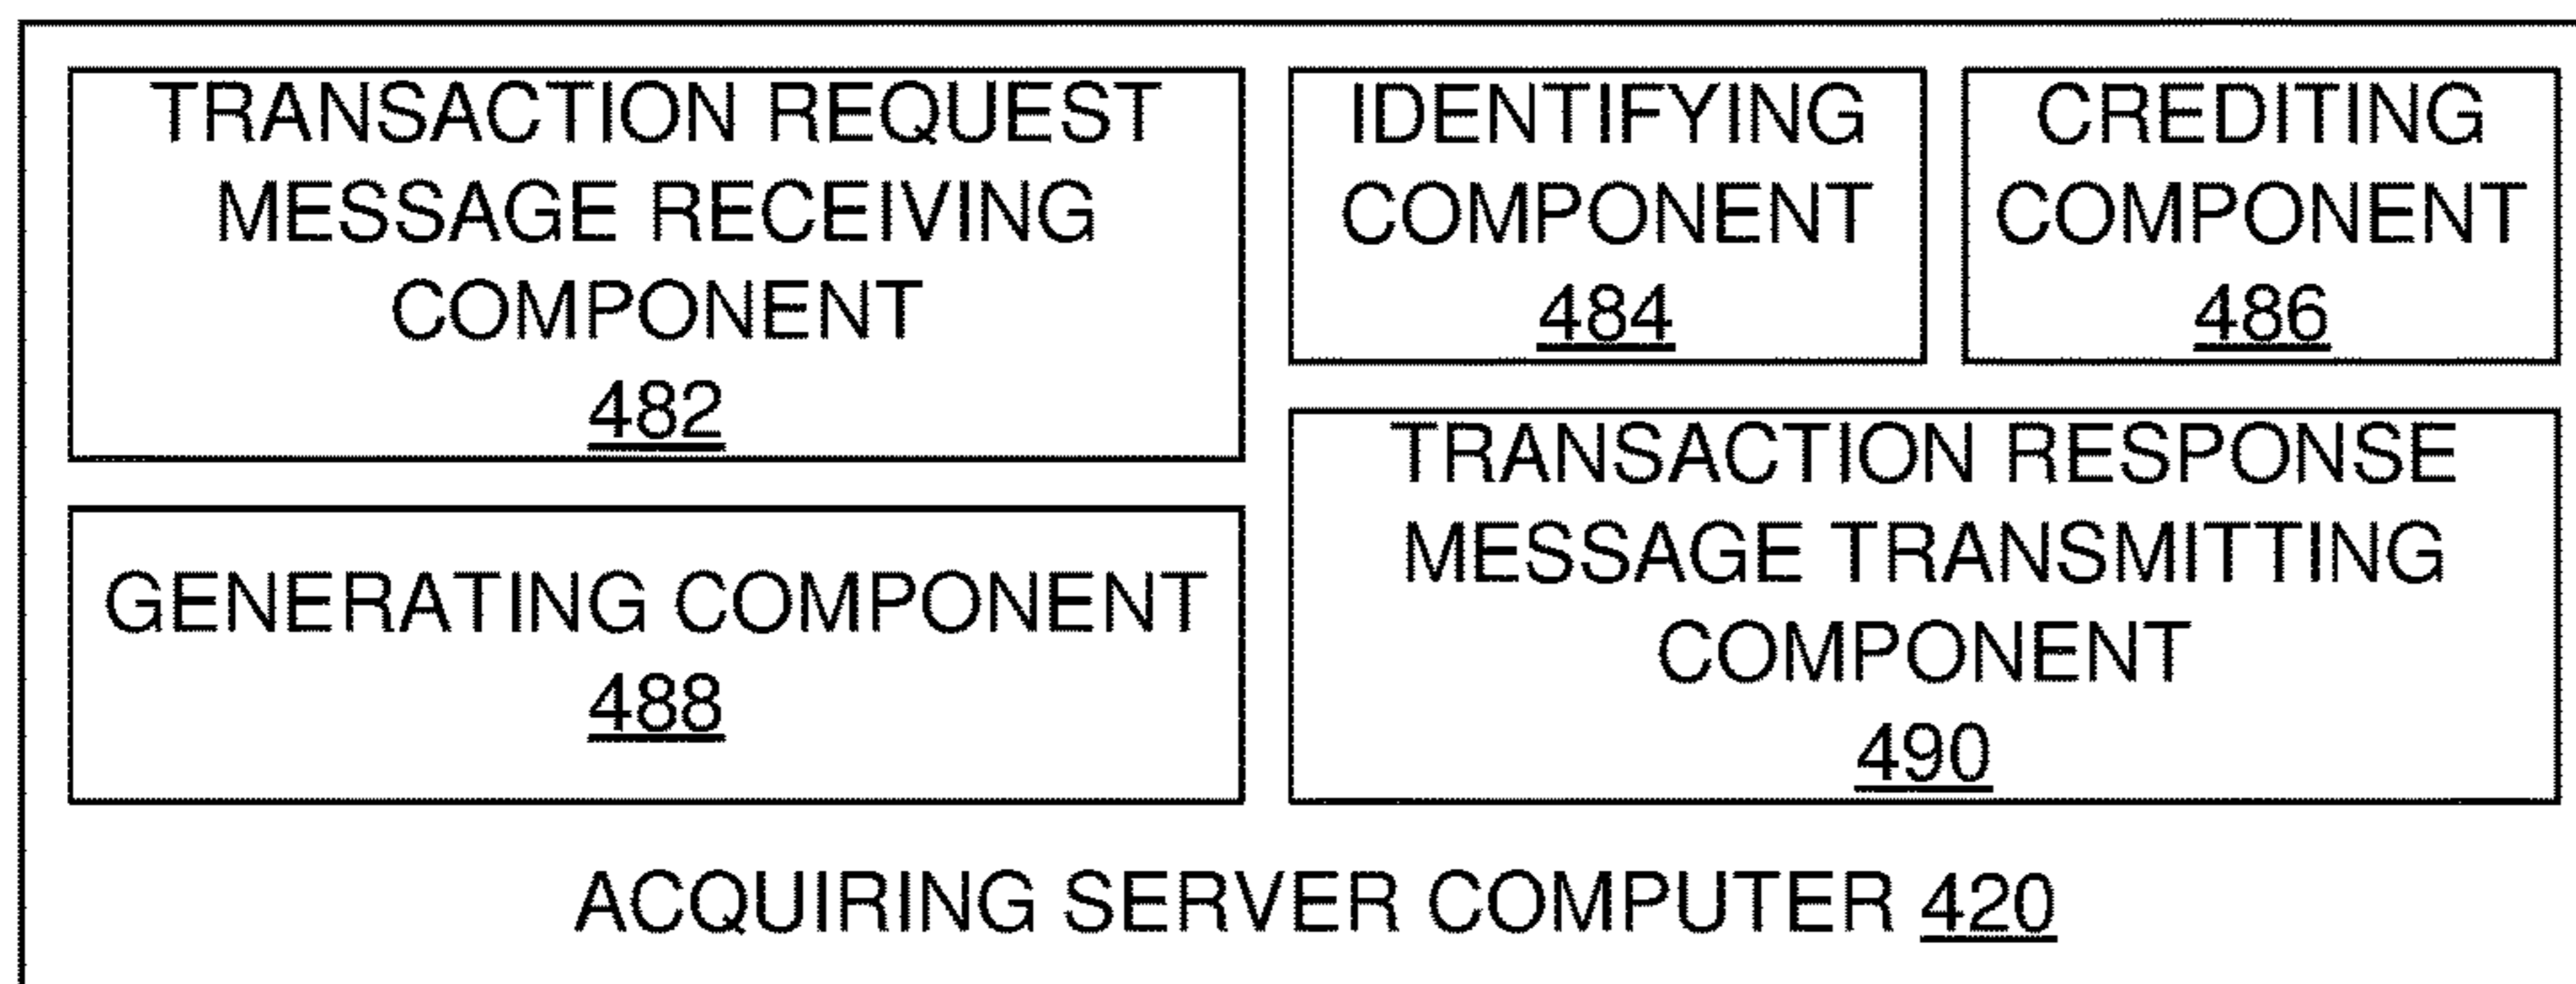 TRANSACTION REQUEST
MESSAGE RECEIVING
COMPONENT
482
IDENTIFYING
COMPONENT
484
CREDITING
COMPONENT
486
GENERATING COMPONENT
488
TRANSACTION RESPONSE
MESSAGE TRANSMITTING
COMPONENT
490
ACQUIRING SERVER COMPUTER 420